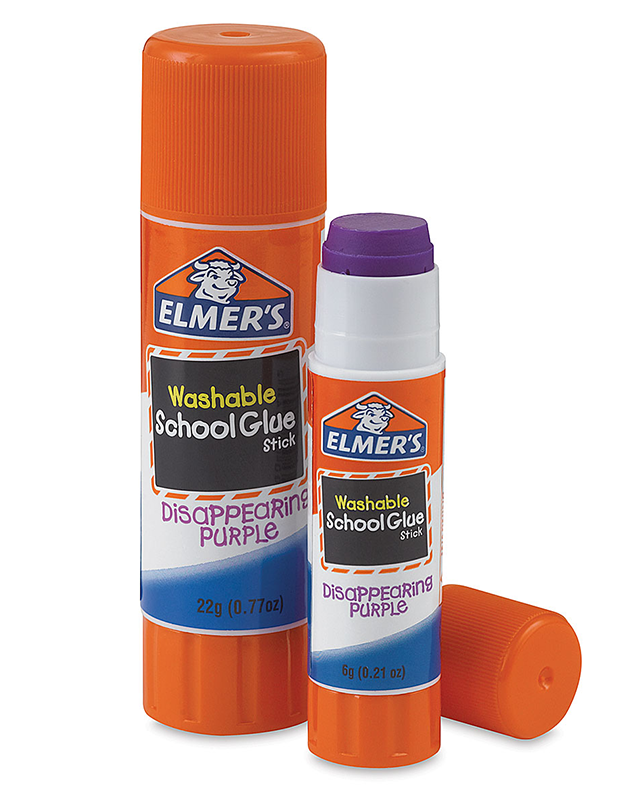 ELMER'S®
Washable
School Glue
Stick
DISAPPEARING
PURPLE
22g (0.77oz)
ELMER'S
Washable
School Glue
Stick
DISAPPEARING
PURPLE
6g (0.21 oz)